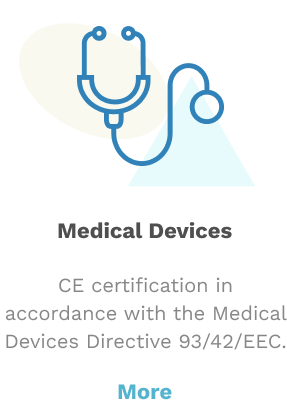 Medical Devices
CE certification in
accordance with the Medical
Devices Directive 93/42/EEC.
More